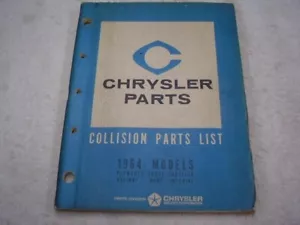 CHRYSLER
PARTS
COLLISION PARTS LIST
1964 MODELS
CHRYSLER